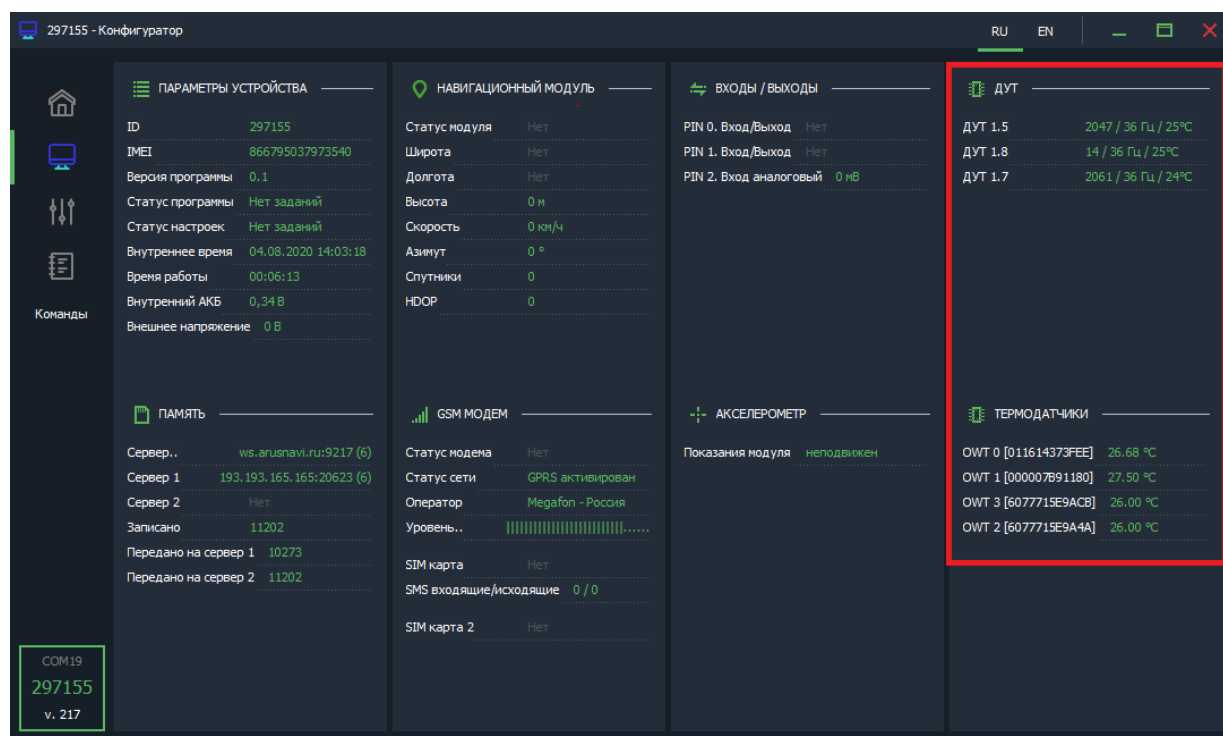 297155 - Конфигуратор
RU EN
ПАРАМЕТРЫ УСТРОЙСТВА
ID 297155
IMEI 866795037973540
Версия программы 0.1
Статус программы Нет заданий
Статус настроек Нет заданий
Внутреннее время 04.08.2020 14:03:18
Время работы 00:06:13
Внутренний АКБ 0,34 В
Внешнее напряжение 0 В
НАВИГАЦИОННЫЙ МОДУЛЬ
Статус модуля Нет
Широта Нет
Долгота Нет
Высота 0 м
Скорость 0 км/ч
Азимут 0 °
Спутники 0
HDOP 0
ВХОДЫ / ВЫХОДЫ
PIN 0. Вход/Выход Нет
PIN 1. Вход/Выход Нет
PIN 2. Вход аналоговый 0 мВ
ДУТ
ДУТ 1.5 2047 / 36 Гц / 25°C
ДУТ 1.8 14 / 36 Гц / 25°C
ДУТ 1.7 2061 / 36 Гц / 24°C
Команды
ПАМЯТЬ
Сервер.. ws.arusnavi.ru:9217 (6)
Сервер 1 193.193.165.165:20623 (6)
Сервер 2 Нет
Записано 11202
Передано на сервер 1 10273
Передано на сервер 2 11202
GSM МОДЕМ
Статус модема Нет
Статус сети GPRS активирован
Оператор Megafon - Россия
Уровень.. ||||||||||||||||||||||||||......
SIM карта Нет
SMS входящие/исходящие 0 / 0
SIM карта 2 Нет
АКСЕЛЕРОМЕТР
Показания модуля неподвижен
ТЕРМОДАТЧИКИ
OWT 0 [011614373FEE] 26.68 °C
OWT 1 [000007B91180] 27.50 °C
OWT 3 [6077715E9ACB] 26.00 °C
OWT 2 [6077715E9A4A] 26.00 °C
COM19
297155
v. 217